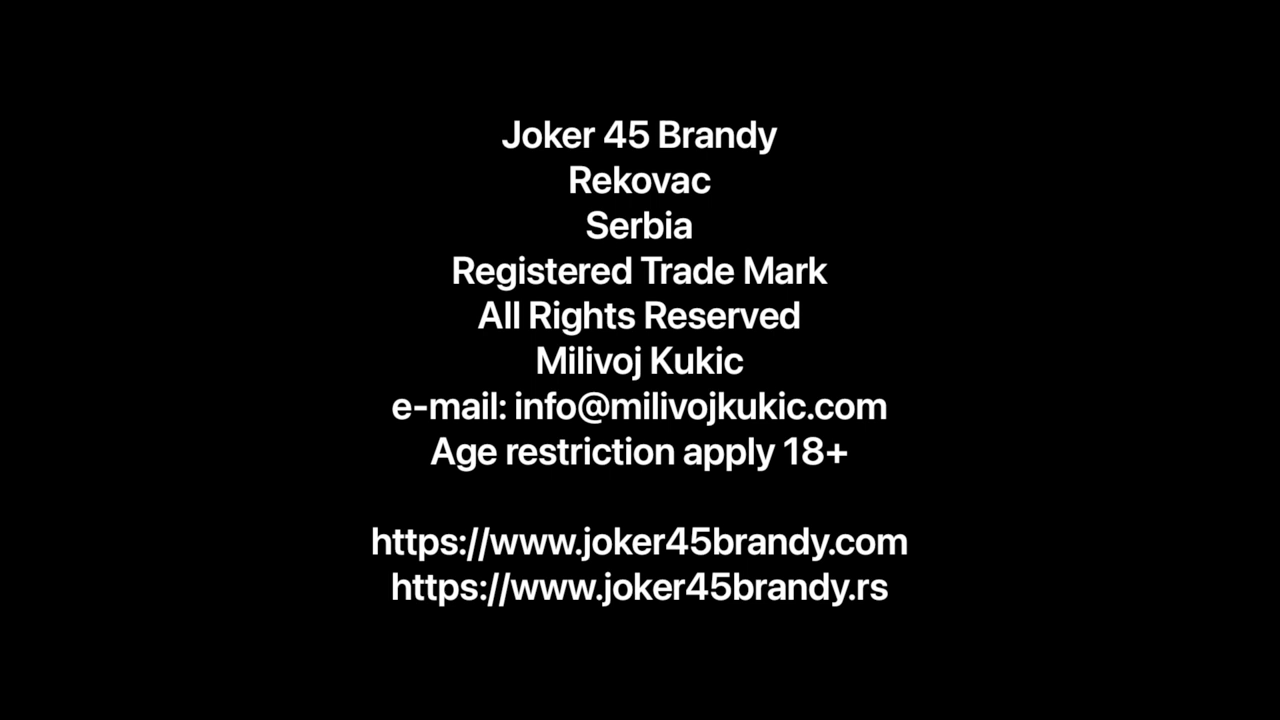 Joker 45 Brandy
Rekovac
Serbia
Registered Trade Mark
All Rights Reserved
Milivoj Kukic
e-mail: info@milivojkukic.com
Age restriction apply 18+
https://www.joker45brandy.com
https://www.joker45brandy.rs